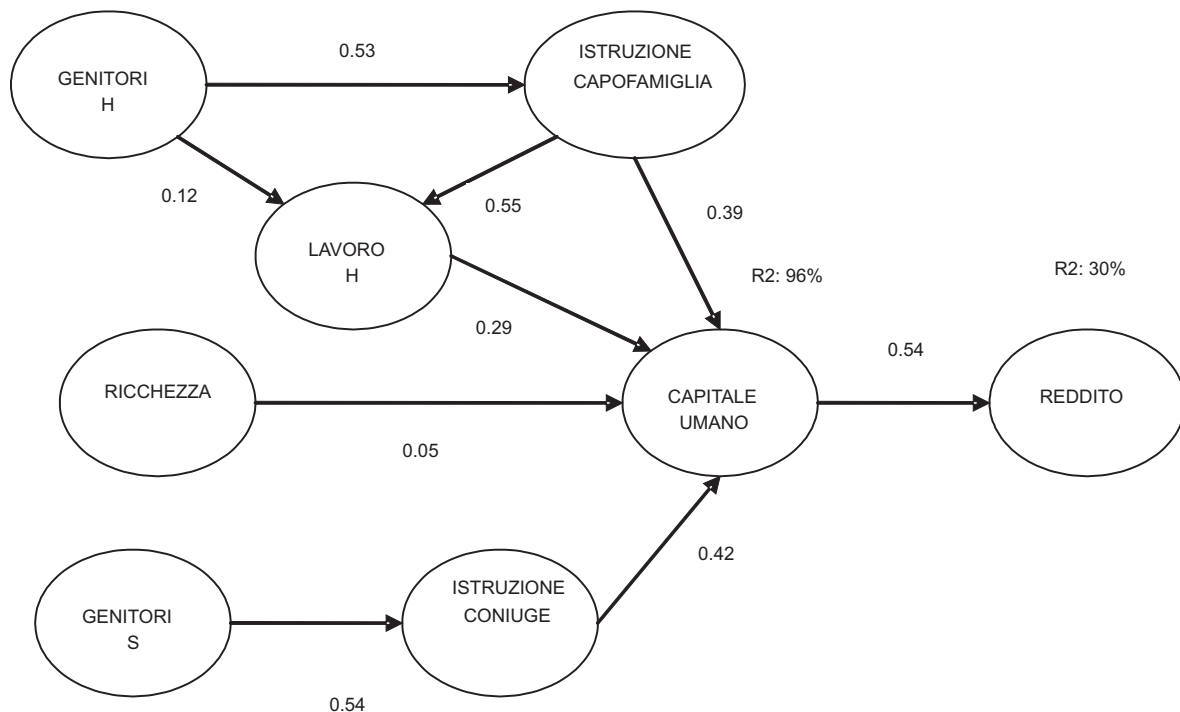 0.53
ISTRUZIONE
CAPOFAMIGLIA
GENITORI
H
0.12
0.55
0.39
LAVORO
H
R2: 96%
R2: 30%
0.29
0.54
RICCHEZZA
CAPITALE
UMANO
REDDITO
0.05
0.42
ISTRUZIONE
CONIUGE
GENITORI
S
0.54